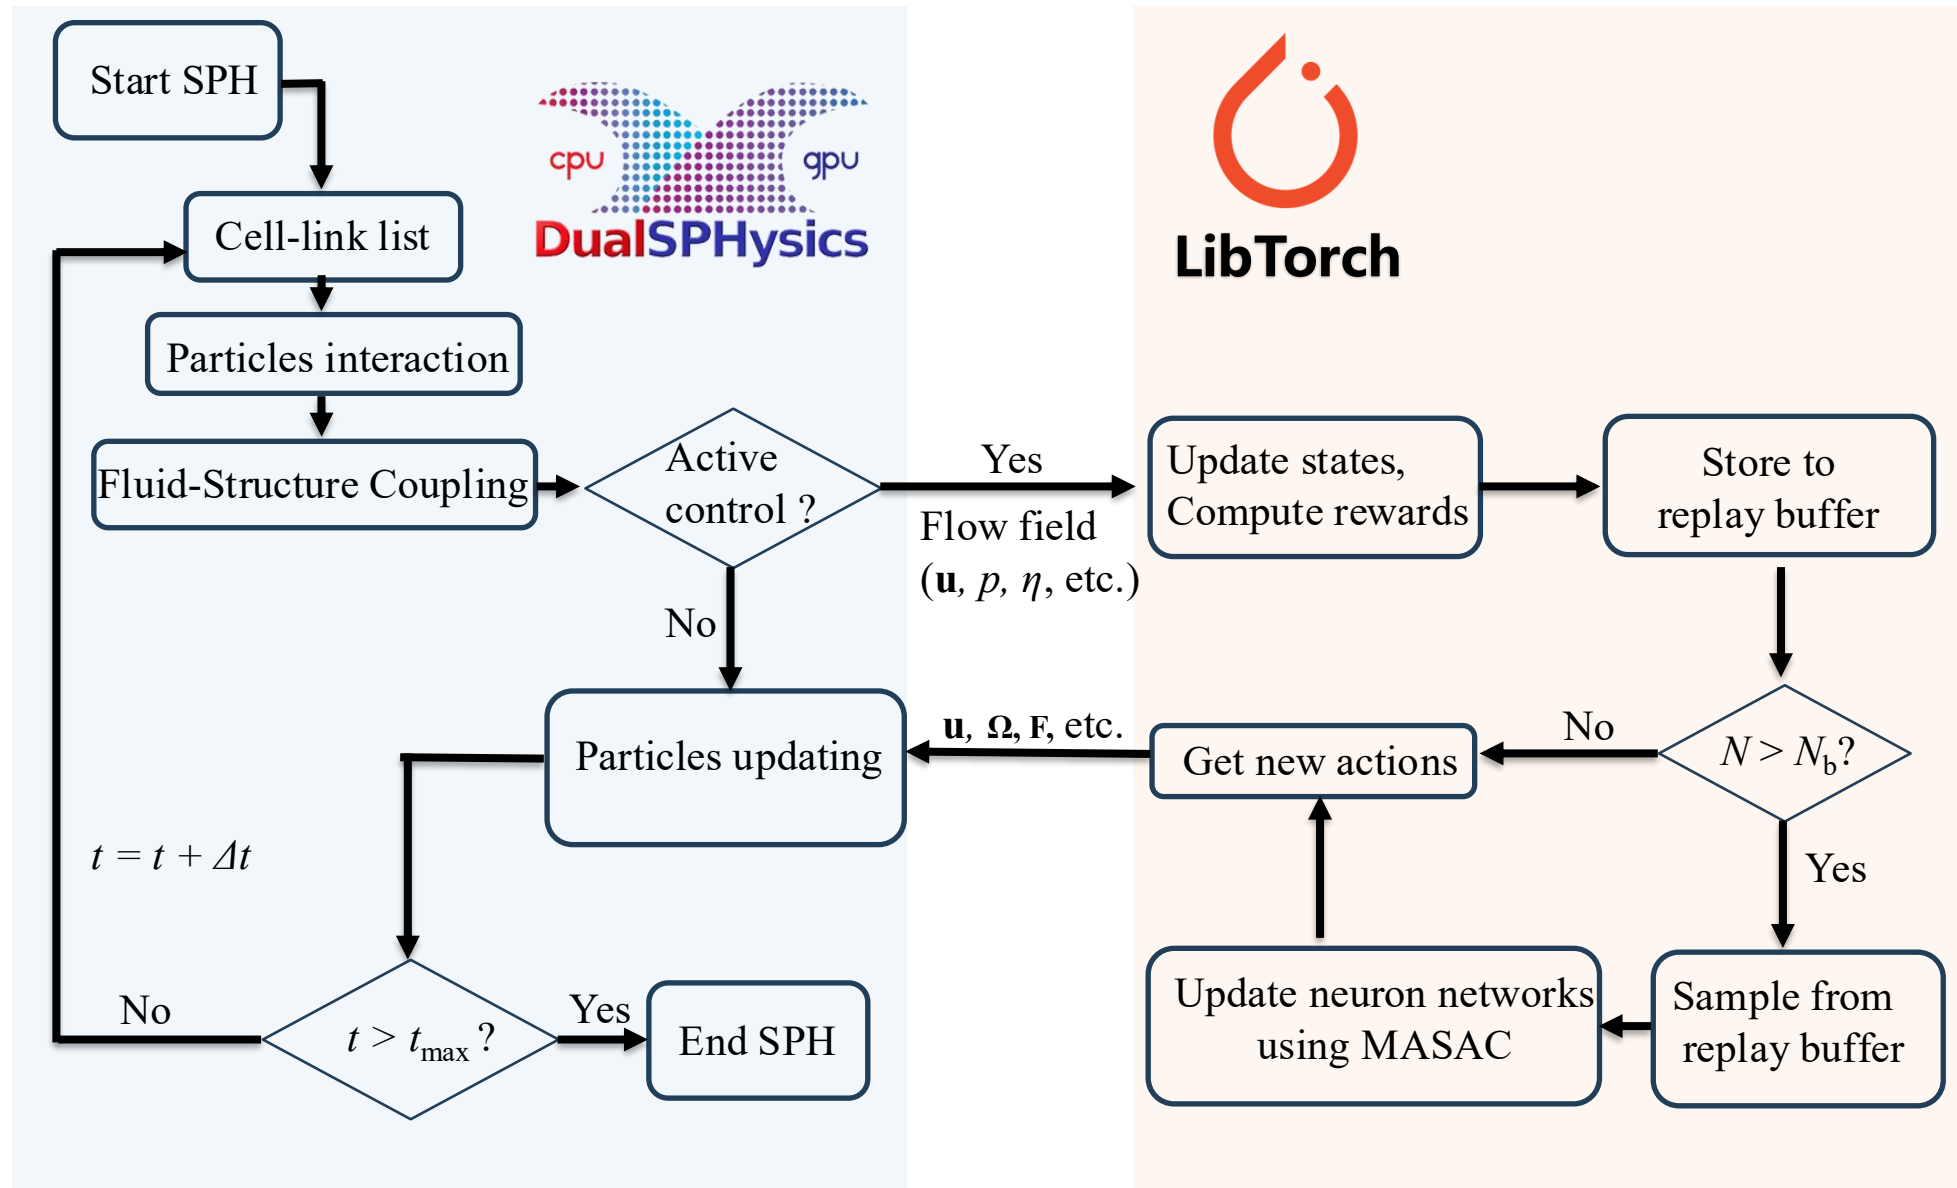 Start SPH
cpu
gpu
DualSPHysics
LibTorch
Cell-link list
Particles interaction
Fluid-Structure Coupling
Active
control ?
Yes
Flow field
(u, p, η, etc.)
Update states,
Compute rewards
Store to
replay buffer
No
Particles updating
u, Ω, F, etc.
Get new actions
No
N > Nb?
Yes
t = t + Δt
No
t > tmax ?
Yes
End SPH
Update neuron networks
using MASAC
Sample from
replay buffer